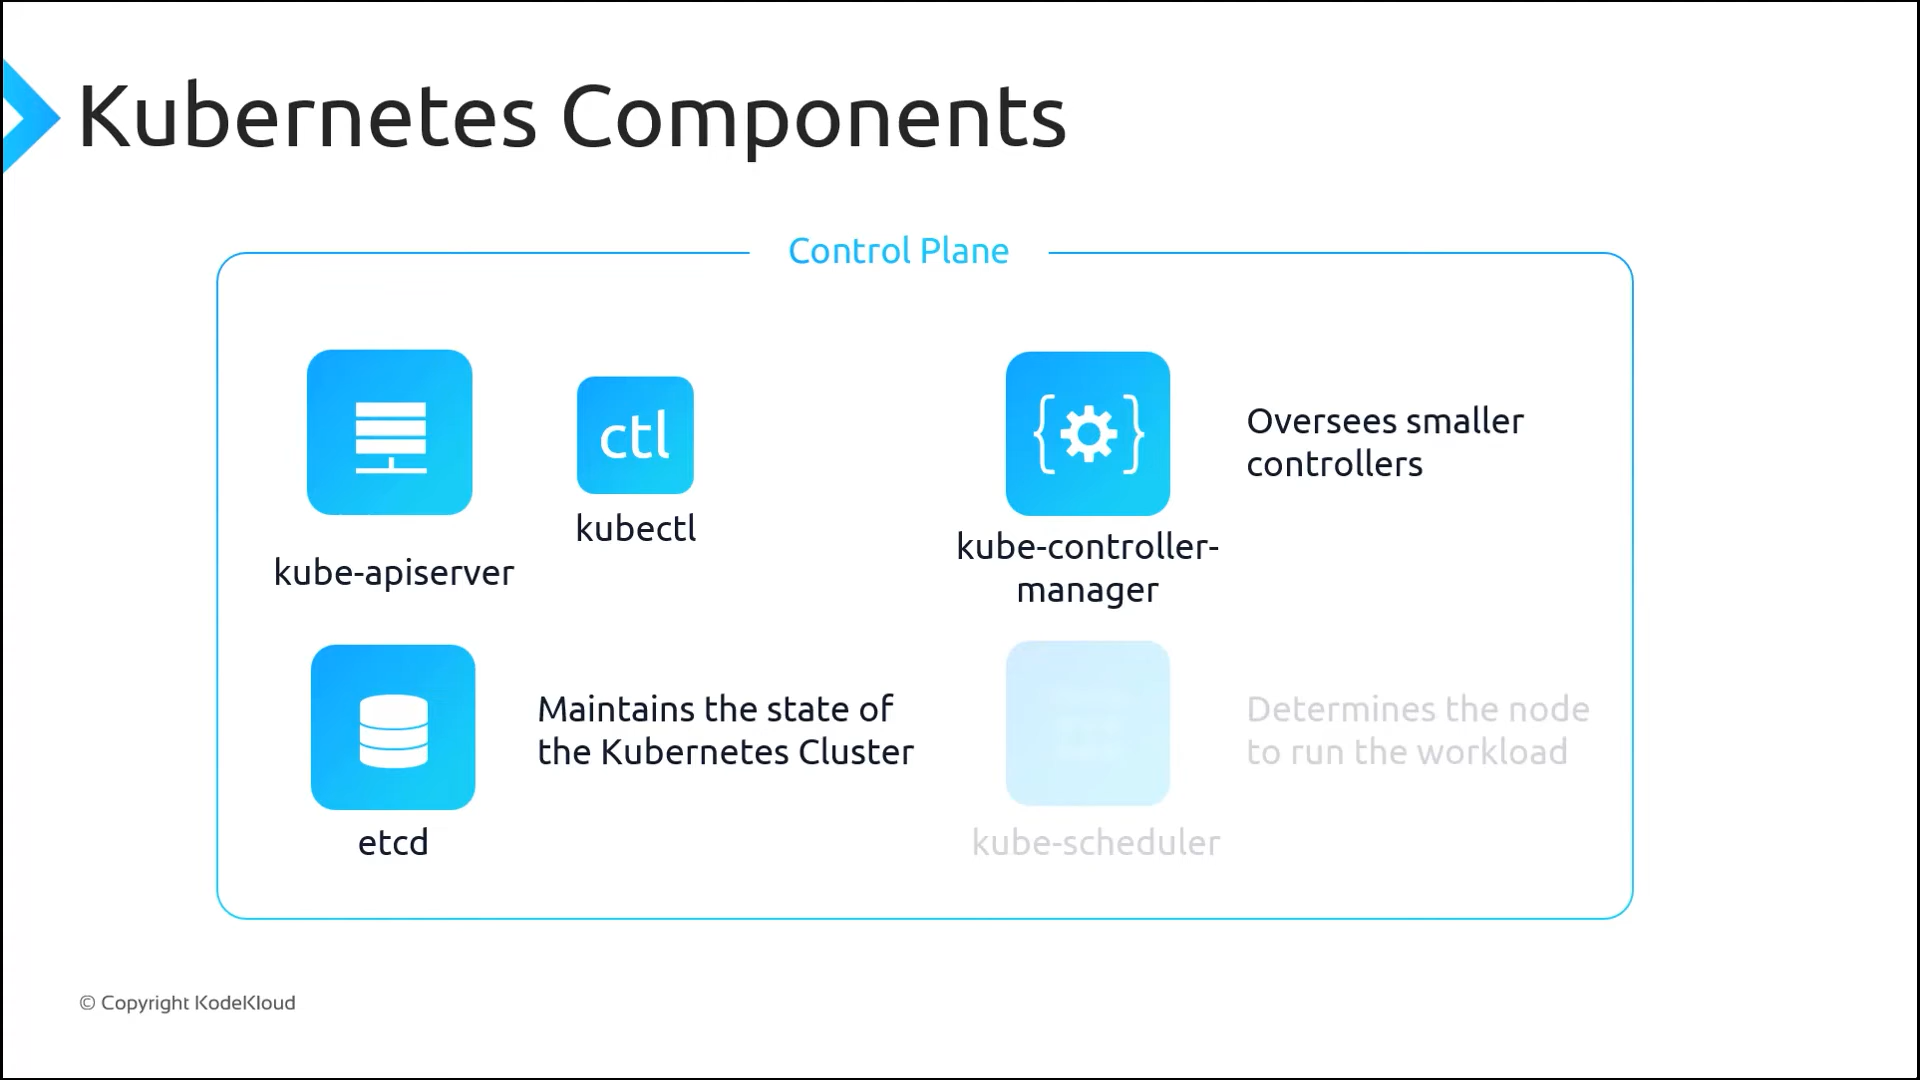 Kubernetes Components
Control Plane
ctl
kubectl
kube-apiserver
Oversees smaller
controllers
kube-controller-
manager
Maintains the state of
the Kubernetes Cluster
etcd
Determines the node
to run the workload
kube-scheduler
© Copyright KodeKloud